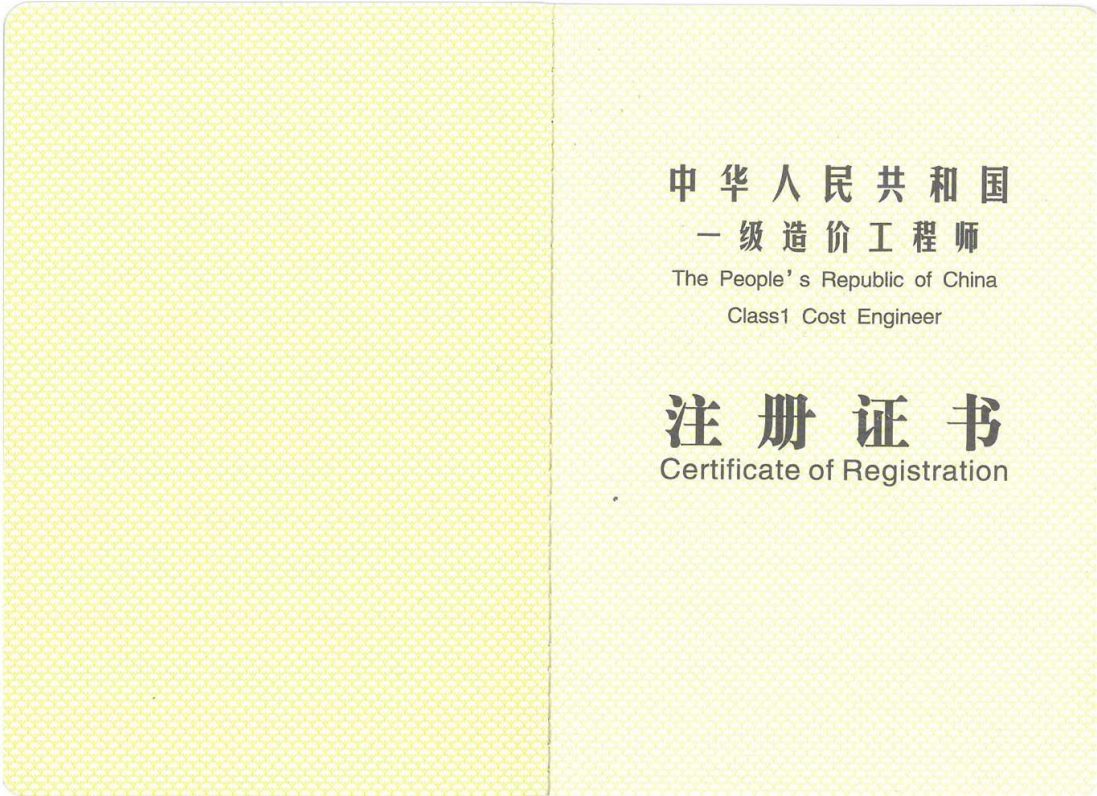 中华人民共和国
一级造价工程师
The People's Republic of China
Class1 Cost Engineer
注册证书
Certificate of Registration